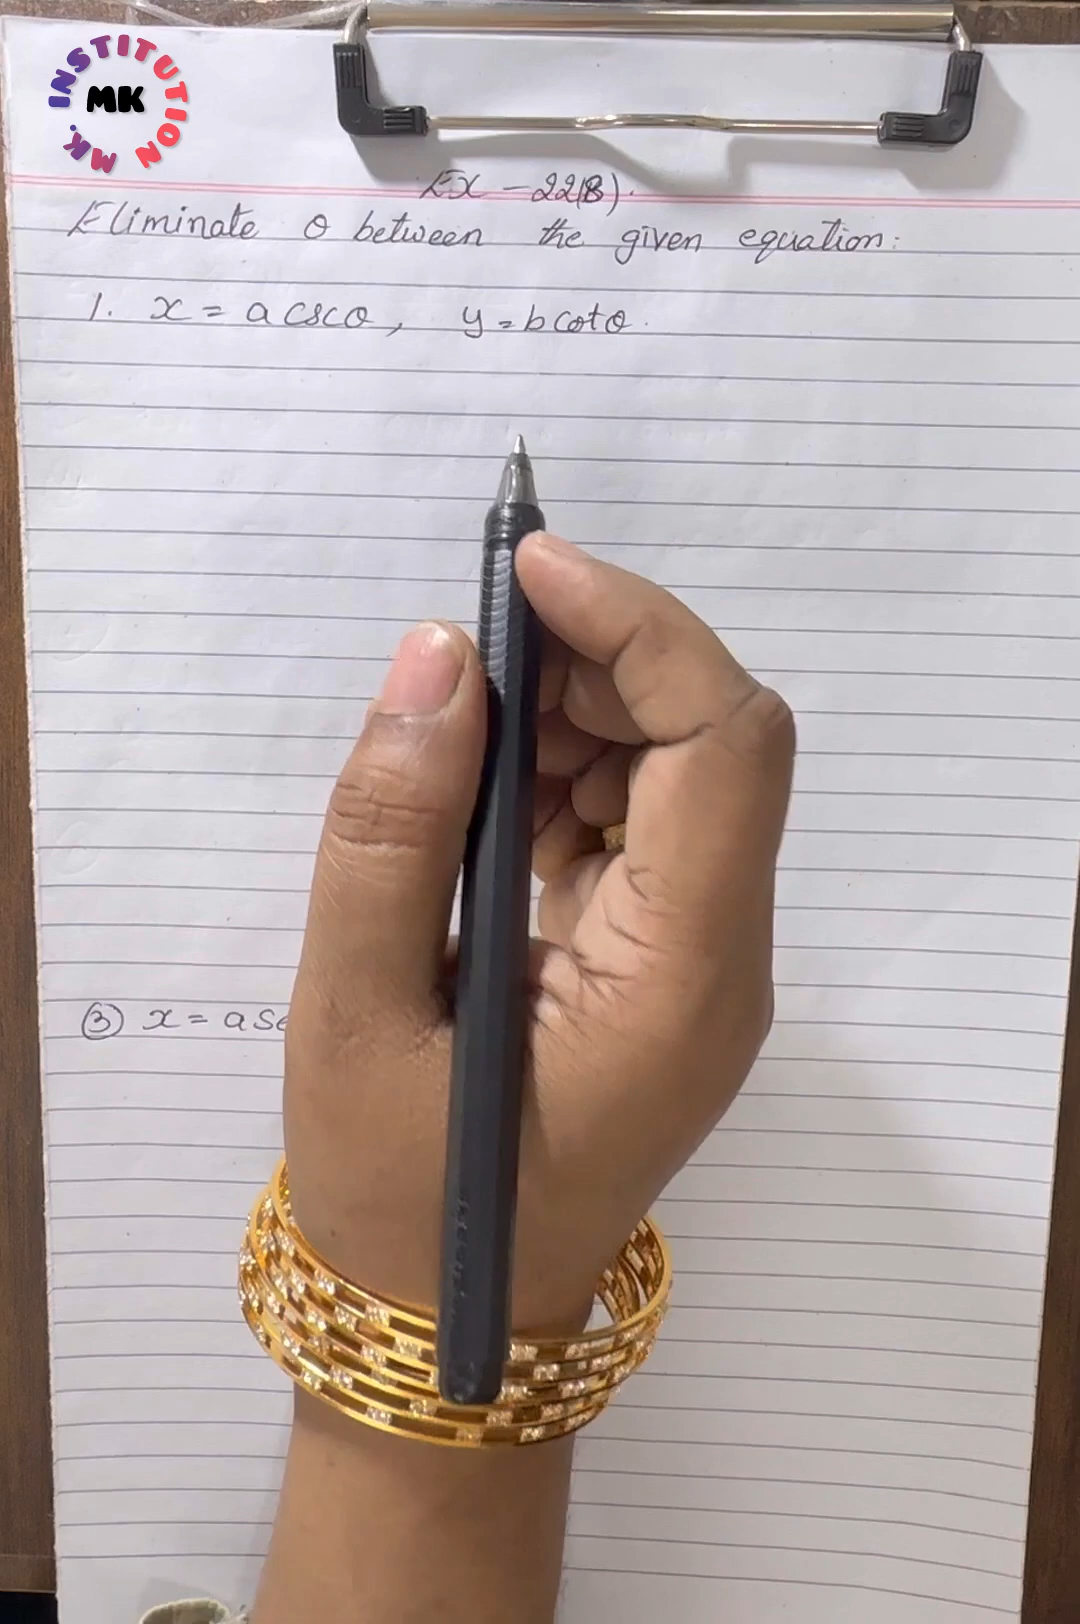 MK. INSTITUTION
MK
Ex - 22(B).
Eliminate θ between the given equation:
1. x = a cscθ, y = b cotθ.
③ x = a